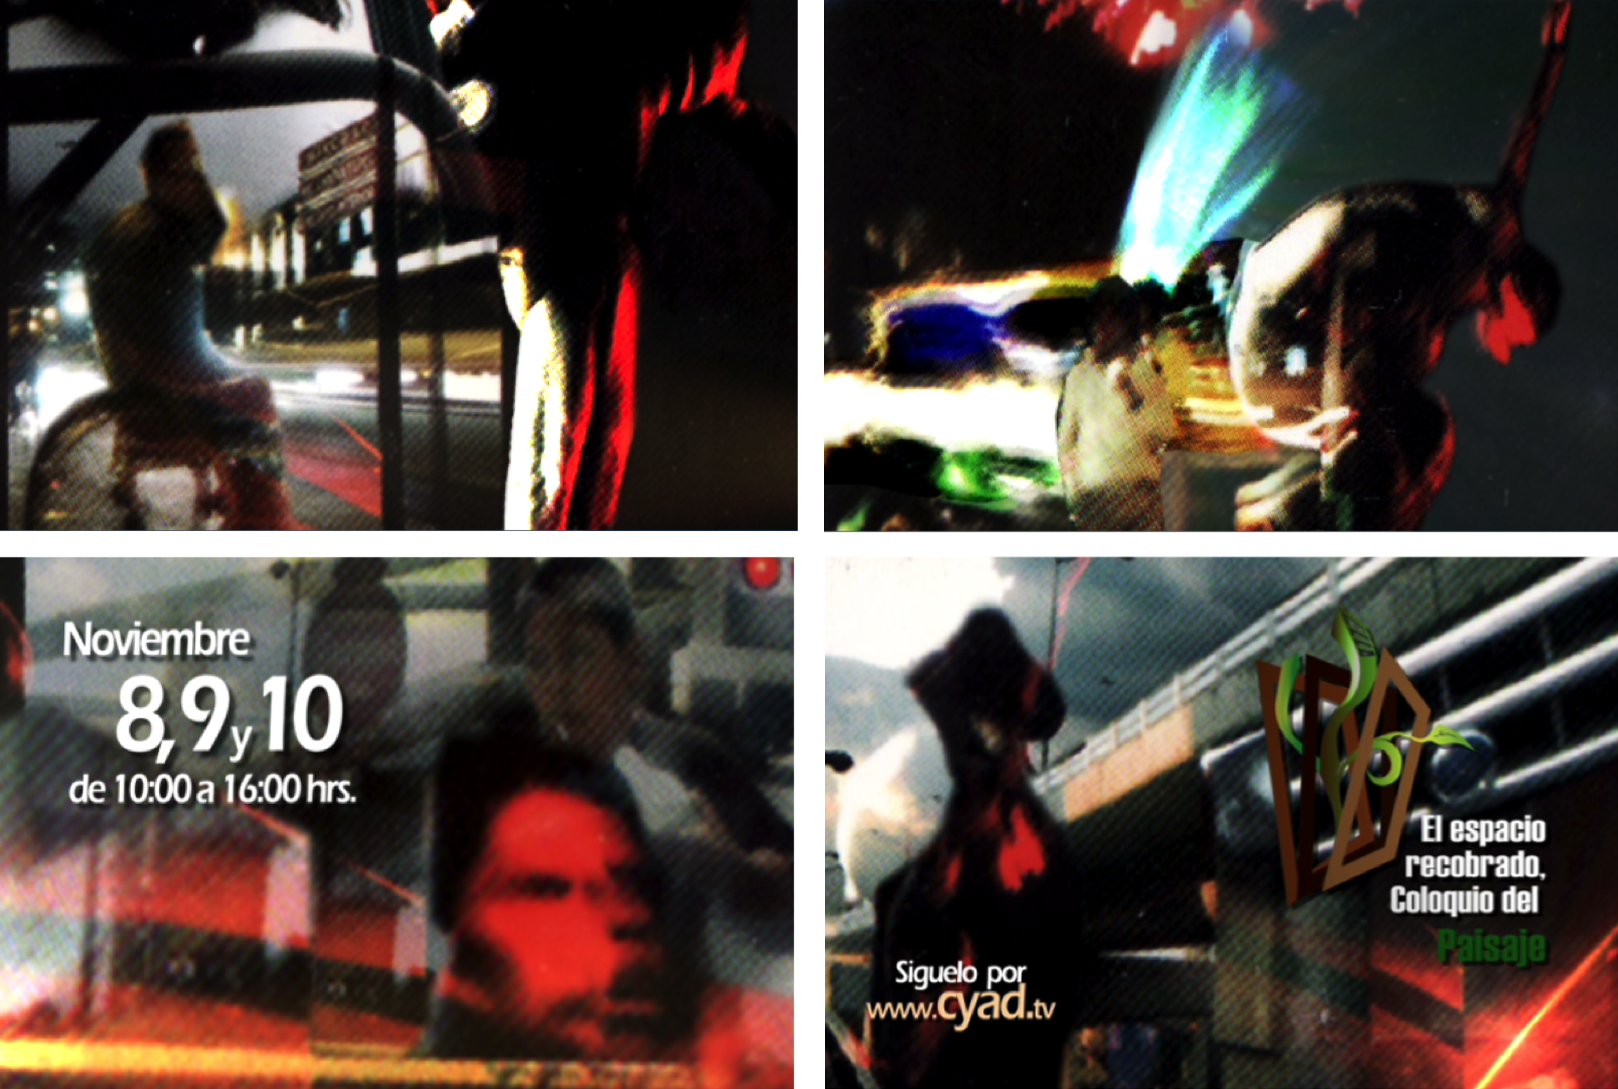 Noviembre
8, 9 y 10
de 10:00 a 16:00 hrs.
El espacio
recobrado,
Coloquio del
Paisaje
Siguelo por
www.cyad.tv